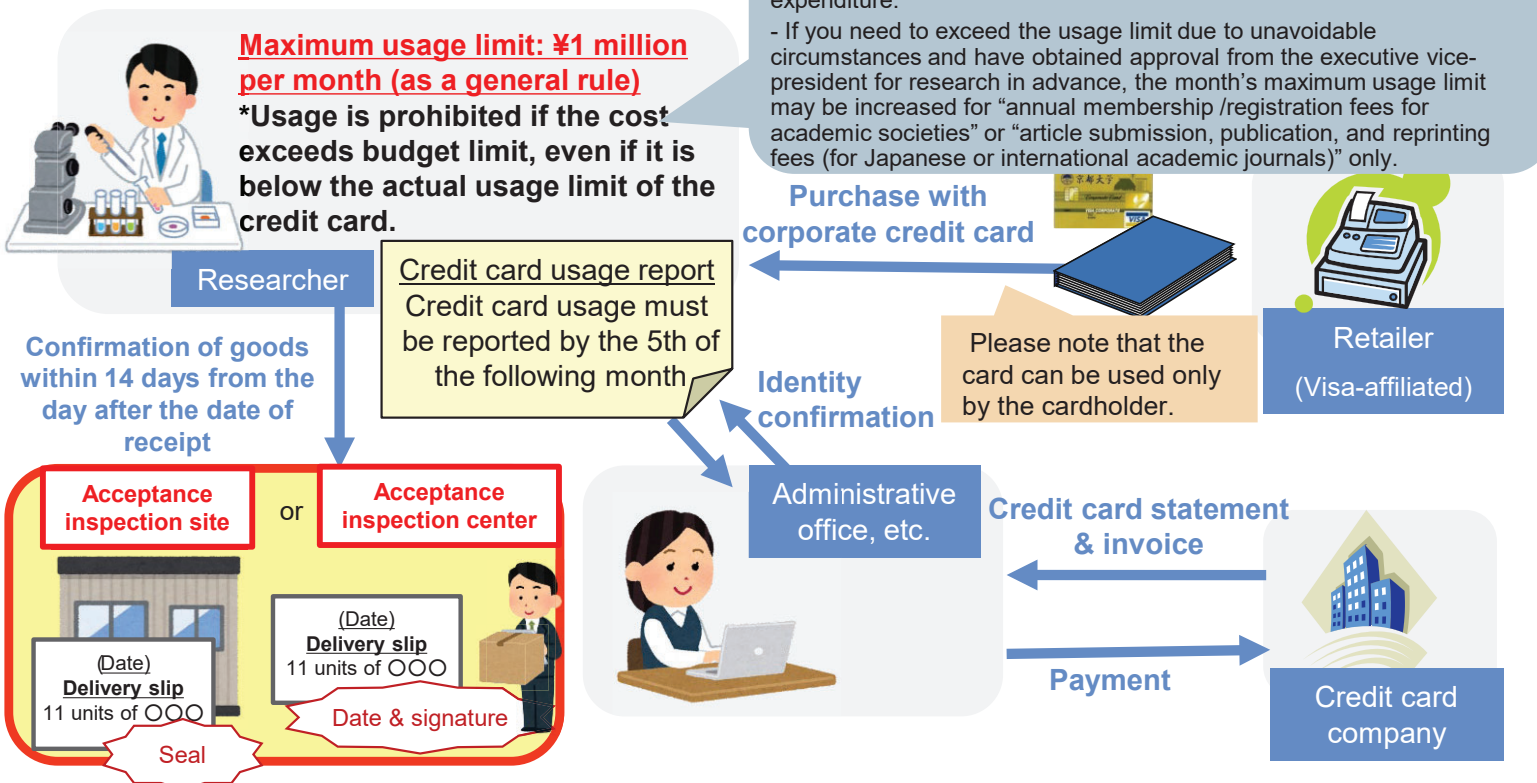 expenditure.
- If you need to exceed the usage limit due to unavoidable
circumstances and have obtained approval from the executive vice-
president for research in advance, the month's maximum usage limit
may be increased for "annual membership /registration fees for
academic societies" or "article submission, publication, and reprinting
fees (for Japanese or international academic journals)" only.
Maximum usage limit: ¥1 million
per month (as a general rule)
*Usage is prohibited if the cost
exceeds budget limit, even if it is
below the actual usage limit of the
credit card.
Researcher
Purchase with
corporate credit card
京都大学
VISA
Retailer
(Visa-affiliated)
Please note that the
card can be used only
by the cardholder.
Credit card usage report
Credit card usage must
be reported by the 5th of
the following month
Confirmation of goods
within 14 days from the
day after the date of
receipt
Identity
confirmation
Acceptance
inspection site
or
Acceptance
inspection center
(Date)
Delivery slip
11 units of 〇〇〇
Seal
(Date)
Delivery slip
11 units of 〇〇〇
Date & signature
Administrative
office, etc.
Credit card statement
& invoice
Payment
Credit card
company